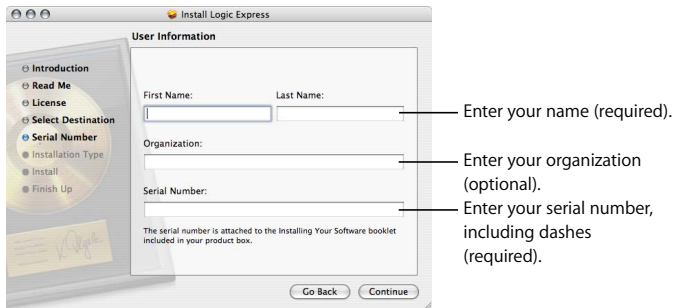 Install Logic Express
User Information
Introduction
Read Me
License
Select Destination
Serial Number
Installation Type
Install
Finish Up
First Name:
Last Name:
Organization:
Serial Number:
The serial number is attached to the Installing Your Software booklet
included in your product box.
Go Back
Continue
Enter your name (required).
Enter your organization
(optional).
Enter your serial number,
including dashes
(required).